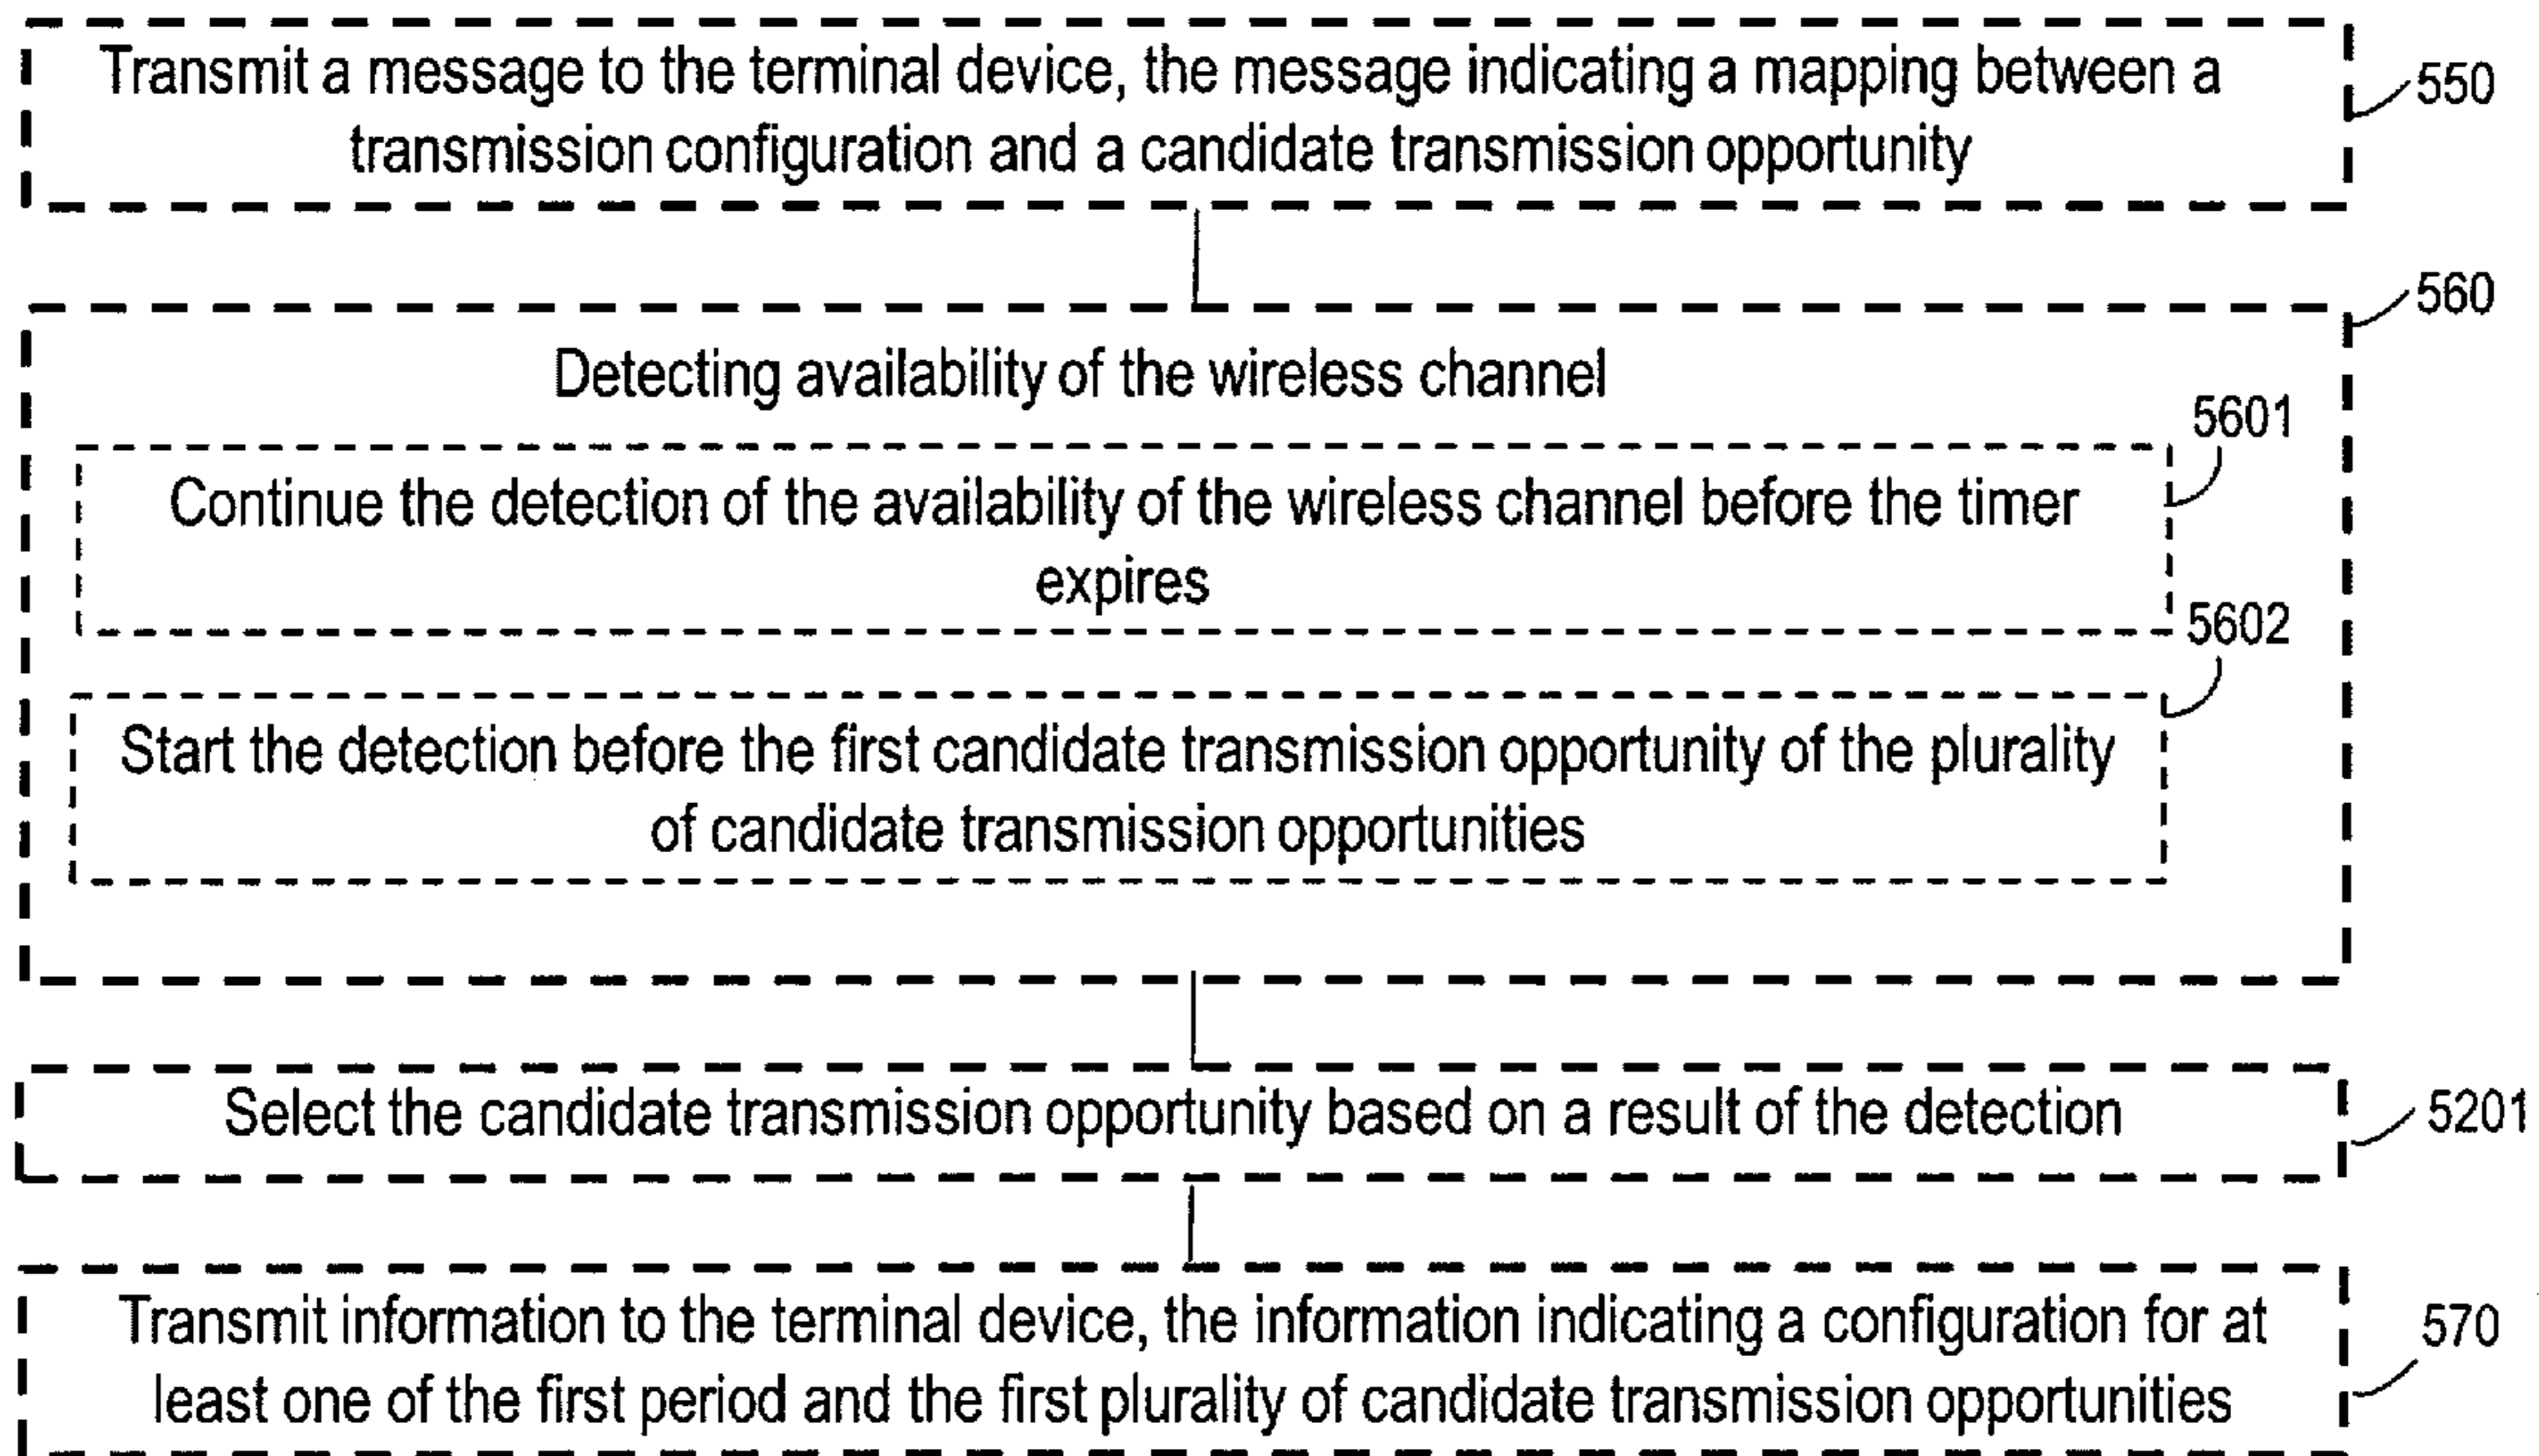 Transmit a message to the terminal device, the message indicating a mapping between a
transmission configuration and a candidate transmission opportunity
550
560
Detecting availability of the wireless channel
5601
Continue the detection of the availability of the wireless channel before the timer
expires
5602
Start the detection before the first candidate transmission opportunity of the plurality
of candidate transmission opportunities
Select the candidate transmission opportunity based on a result of the detection
5201
Transmit information to the terminal device, the information indicating a configuration for at
least one of the first period and the first plurality of candidate transmission opportunities
570